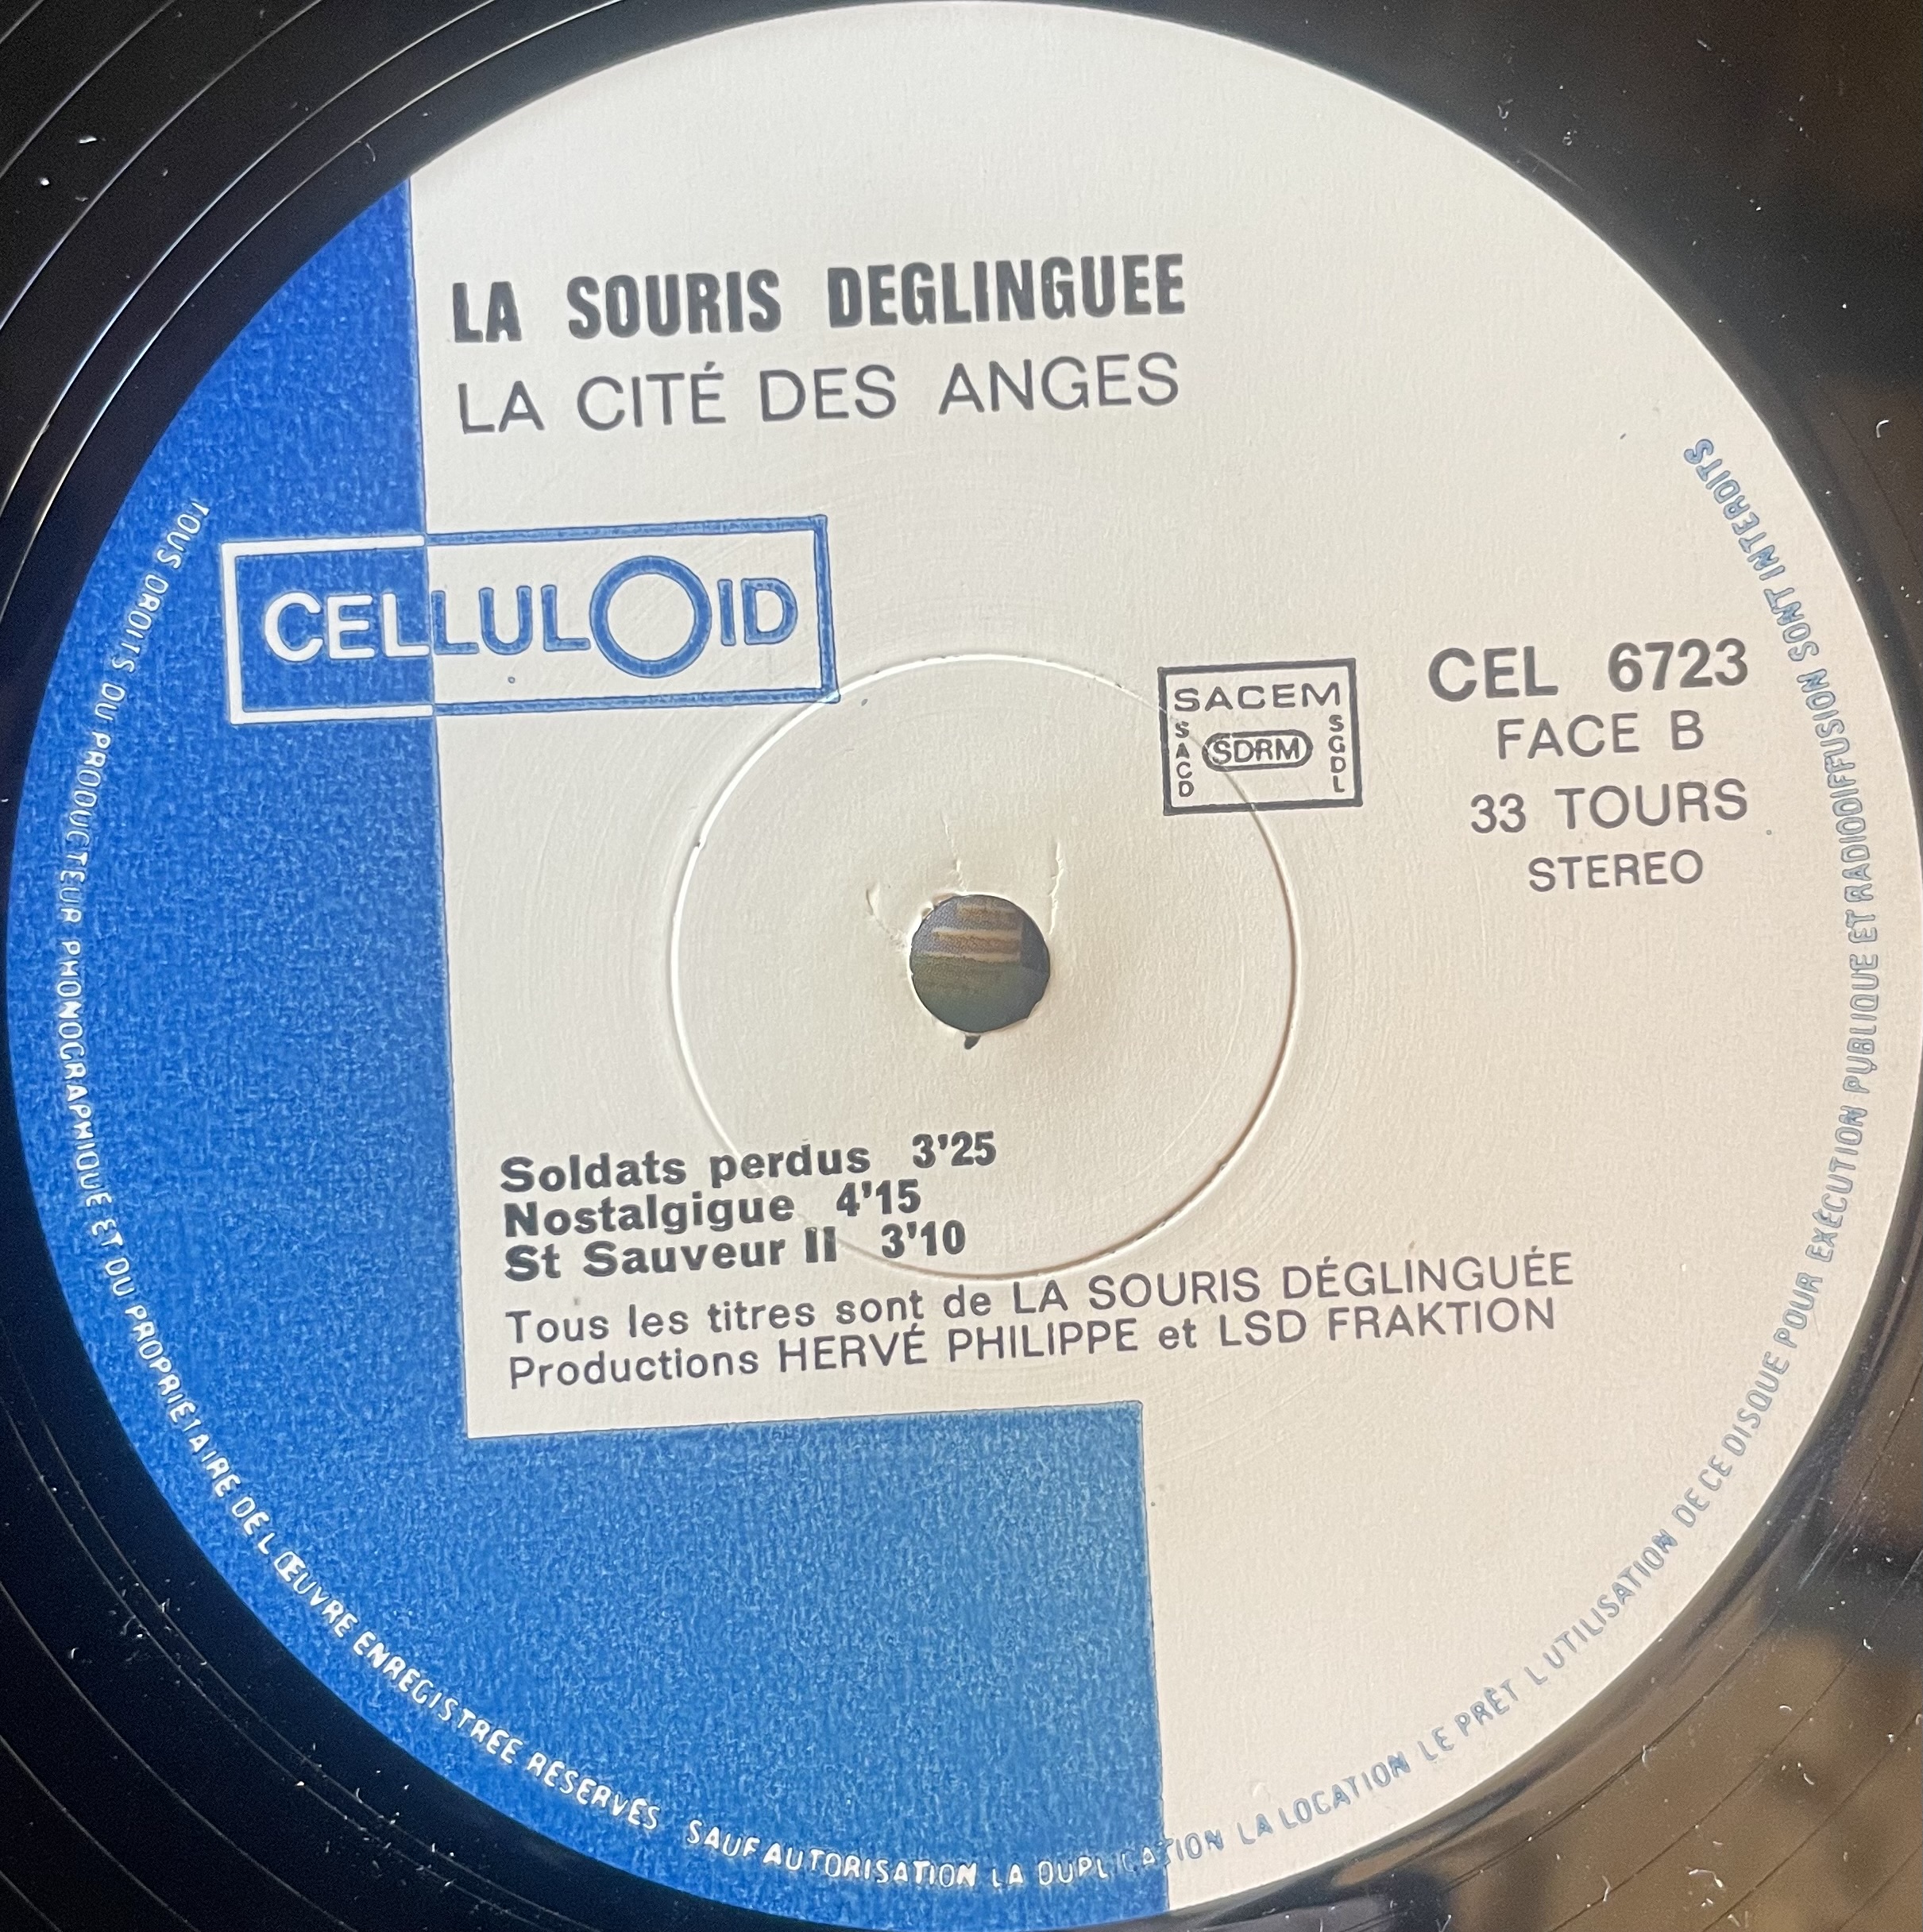 LA SOURIS DEGLINGUEE
LA CITÉ DES ANGES
CELLULOID
SACEM
SACD
SDRM
SGDL
CEL 6723
FACE B
33 TOURS
STEREO
Soldats perdus 3'25
Nostalgigue 4'15
St Sauveur II 3'10
Tous les titres sont de LA SOURIS DÉGLINGUÉE
Productions HERVÉ PHILIPPE et LSD FRAKTION
TOUS DROITS DU PRODUCTEUR PHONOGRAPHIQUE ET DU PROPRIETAIRE DE L ŒUVRE ENREGISTREE RÉSERVÉS SAUF AUTORISATION LA DUPLICATION LA LOCATION LE PRÊT L UTILISATION DE CE DISQUE POUR EXÉCUTION PUBLIQUE ET RADIODIFFUSION SONT INTERDITS